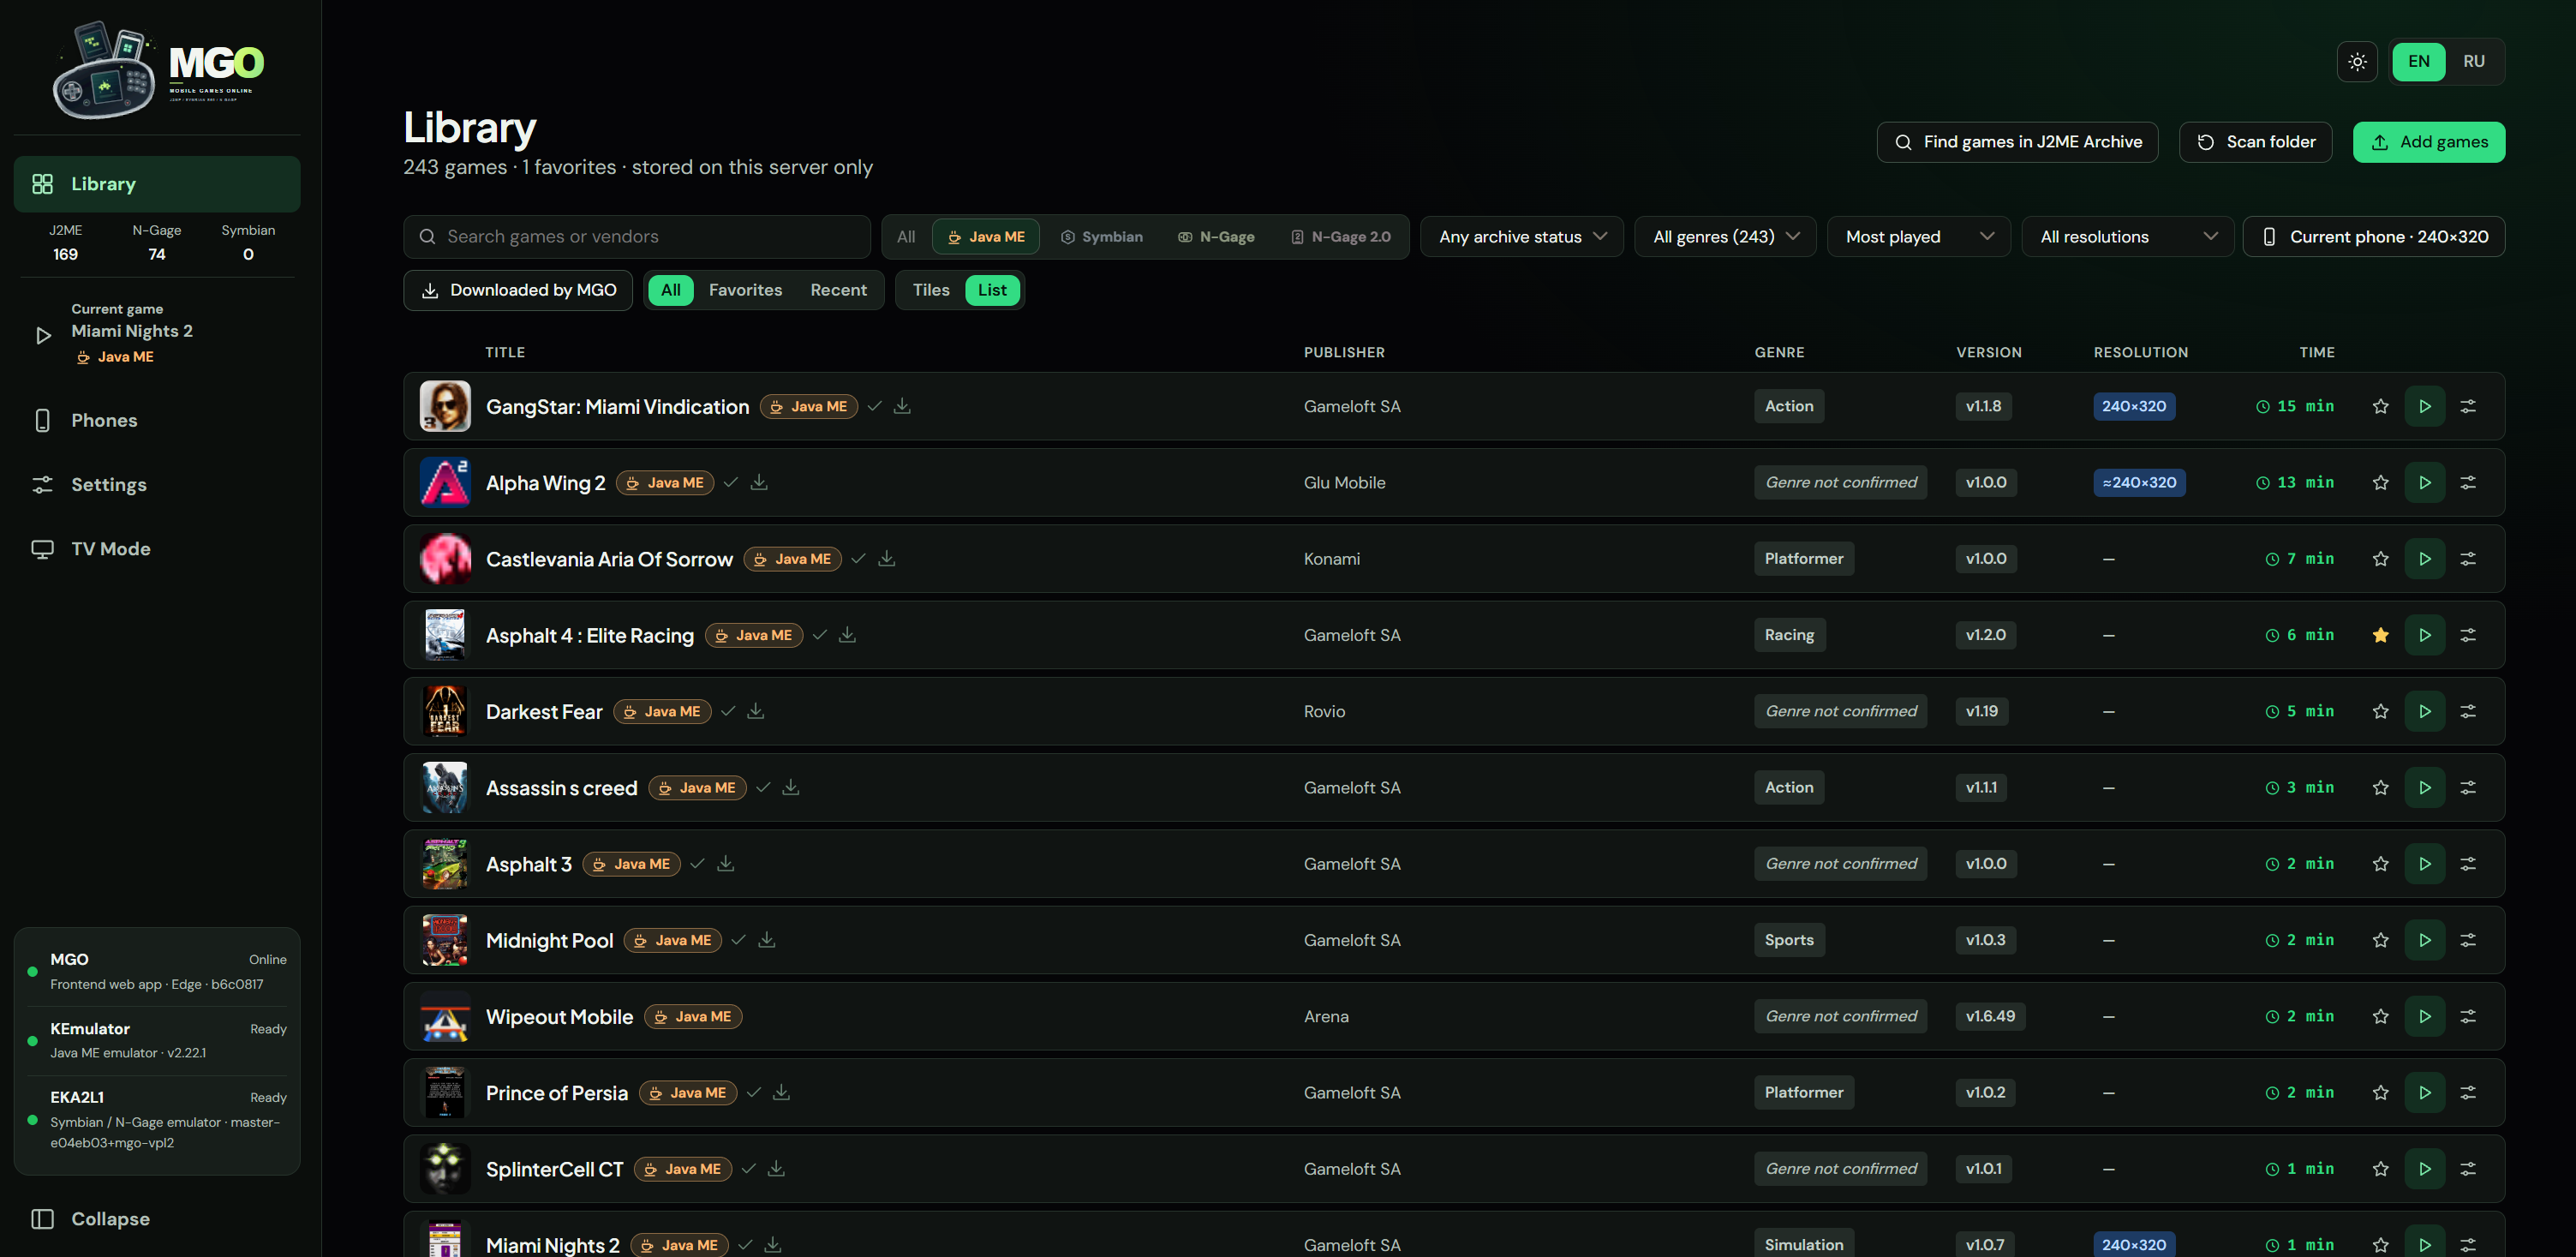 MGO
MOBILE GAMES ONLINE
Library
J2ME N-Gage Symbian
169 74 0
Current game
Miami Nights 2
Java ME
Phones
Settings
TV Mode
MGO Online
Frontend web app · Edge · b6c0817
KEmulator Ready
Java ME emulator · v2.22.1
EKA2L1 Ready
Symbian / N-Gage emulator · master-
e04eb03+mgo-vpl2
Collapse
EN RU
Library
243 games · 1 favorites · stored on this server only
Find games in J2ME Archive Scan folder Add games
Search games or vendors All Java ME Symbian N-Gage N-Gage 2.0 Any archive status All genres (243) Most played All resolutions Current phone · 240×320
Downloaded by MGO All Favorites Recent Tiles List
TITLE PUBLISHER GENRE VERSION RESOLUTION TIME
GangStar: Miami Vindication Java ME Gameloft SA Action v1.1.8 240×320 15 min
Alpha Wing 2 Java ME Glu Mobile Genre not confirmed v1.0.0 ≈240×320 13 min
Castlevania Aria Of Sorrow Java ME Konami Platformer v1.0.0 — 7 min
Asphalt 4 : Elite Racing Java ME Gameloft SA Racing v1.2.0 — 6 min
Darkest Fear Java ME Rovio Genre not confirmed v1.19 — 5 min
Assassin s creed Java ME Gameloft SA Action v1.1.1 — 3 min
Asphalt 3 Java ME Gameloft SA Genre not confirmed v1.0.0 — 2 min
Midnight Pool Java ME Gameloft SA Sports v1.0.3 — 2 min
Wipeout Mobile Java ME Arena Genre not confirmed v1.6.49 — 2 min
Prince of Persia Java ME Gameloft SA Platformer v1.0.2 — 2 min
SplinterCell CT Java ME Gameloft SA Genre not confirmed v1.0.1 — 1 min
Miami Nights 2 Java ME Gameloft SA Simulation v1.0.7 240×320 1 min